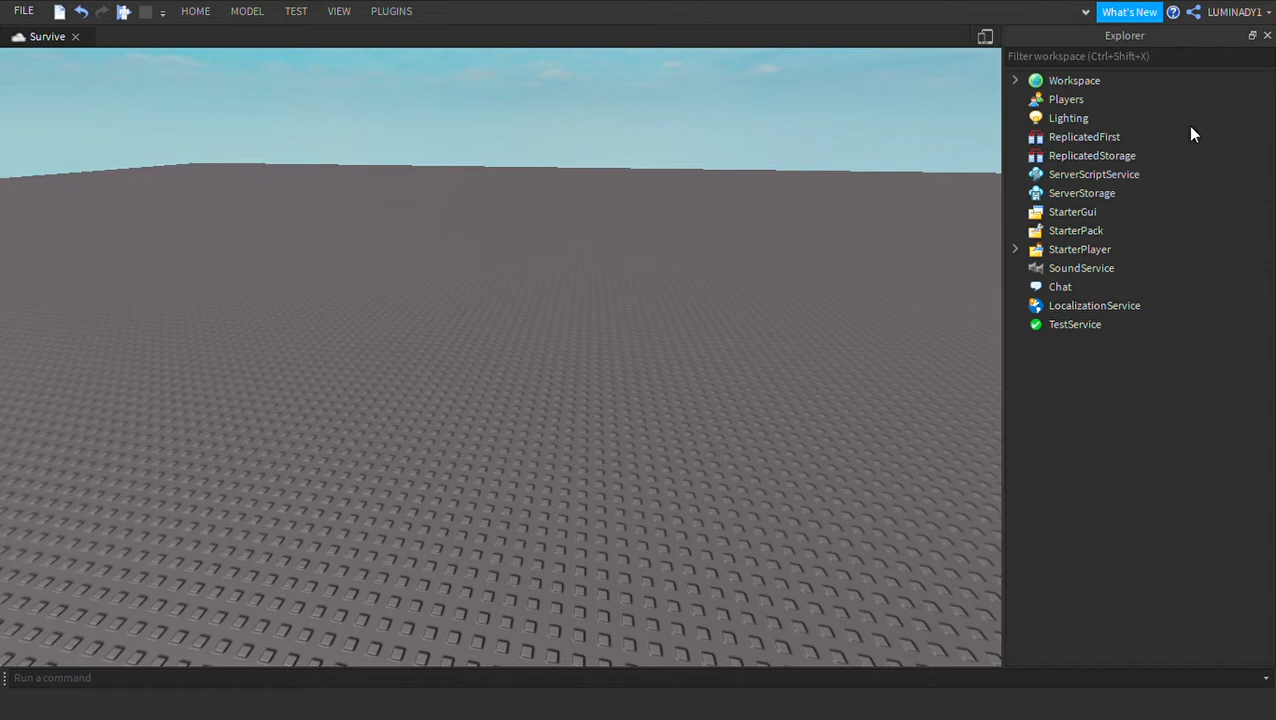 FILE HOME MODEL TEST VIEW PLUGINS What's New LUMINADY1
Survive
Explorer
Filter workspace (Ctrl+Shift+X)
Workspace
Players
Lighting
ReplicatedFirst
ReplicatedStorage
ServerScriptService
ServerStorage
StarterGui
StarterPack
StarterPlayer
SoundService
Chat
LocalizationService
TestService
Run a command